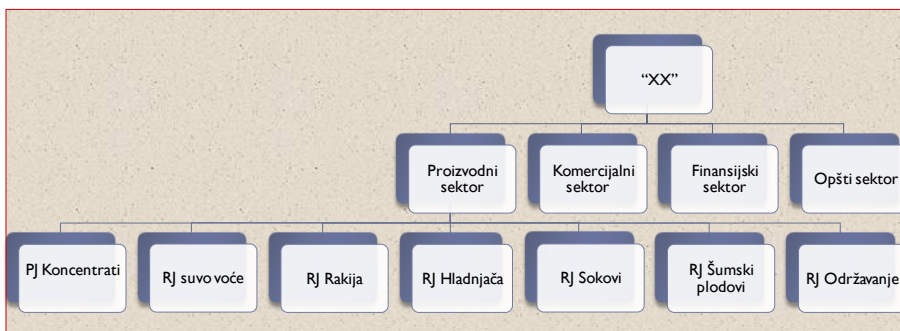 “XX”
Proizvodni
sektor
Komercijalni
sektor
Finansijski
sektor
Opšti sektor
PJ Koncentrati
RJ suvo voće
RJ Rakija
RJ Hladnjača
RJ Sokovi
RJ Šumski
plodovi
RJ Održavanje